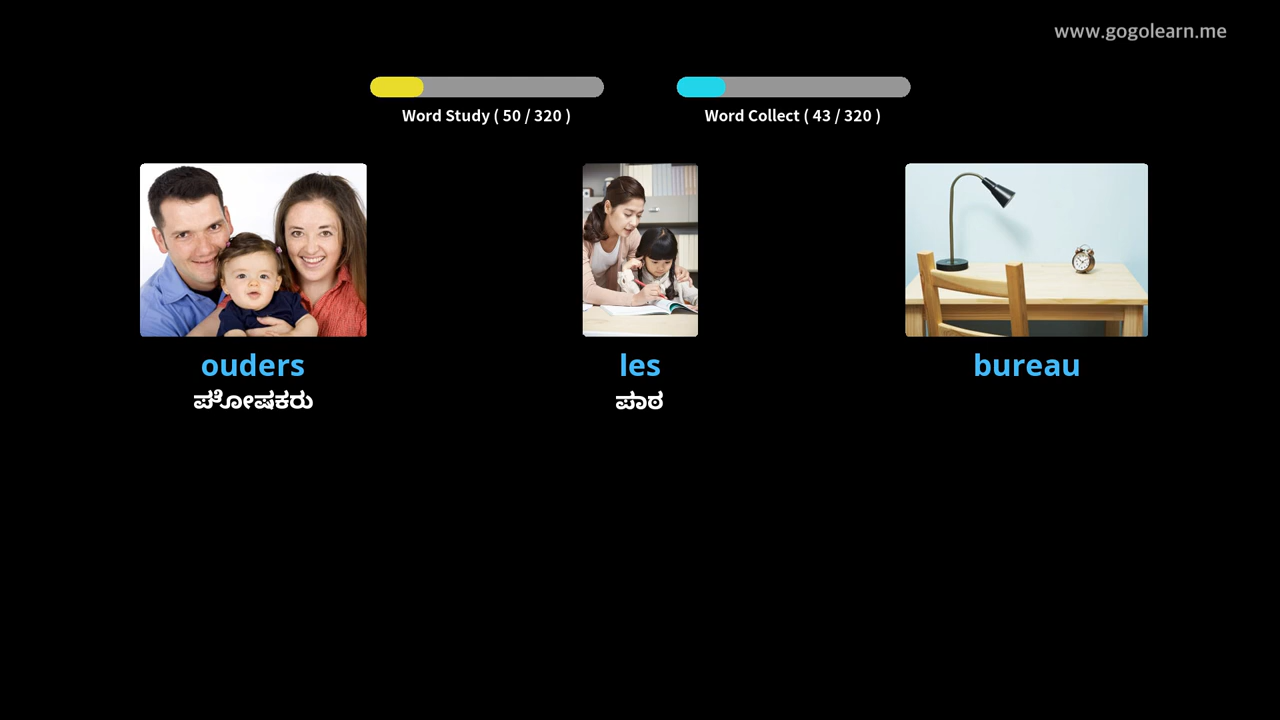 www.gogolearn.me
Word Study ( 50 / 320 )
Word Collect ( 43 / 320 )
ouders
ಪೋಷಕರು
les
ಪಾಠ
bureau